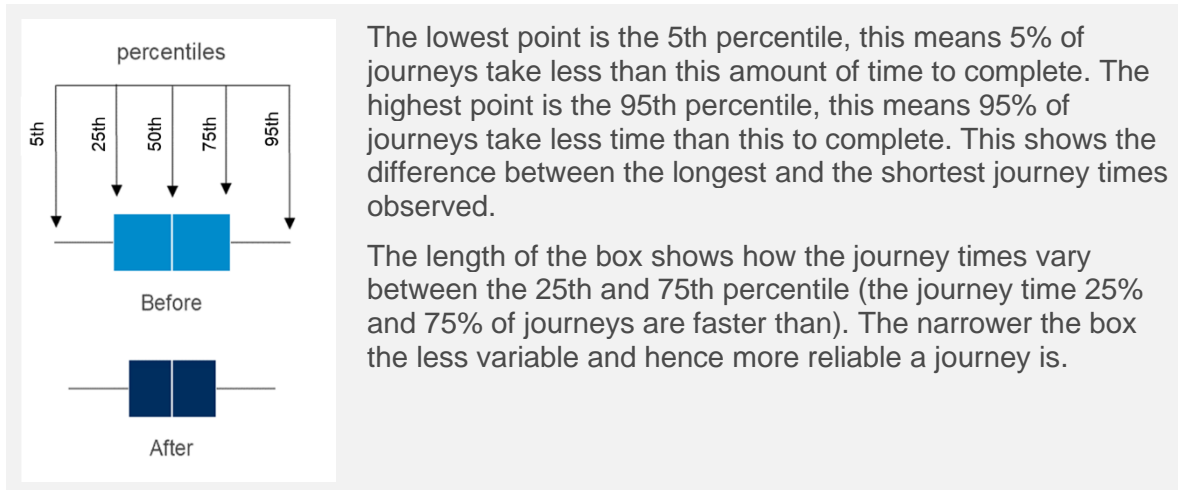 percentiles
5th
25th
50th
75th
95th
Before
After
The lowest point is the 5th percentile, this means 5% of
journeys take less than this amount of time to complete. The
highest point is the 95th percentile, this means 95% of
journeys take less time than this to complete. This shows the
difference between the longest and the shortest journey times
observed.
The length of the box shows how the journey times vary
between the 25th and 75th percentile (the journey time 25%
and 75% of journeys are faster than). The narrower the box
the less variable and hence more reliable a journey is.